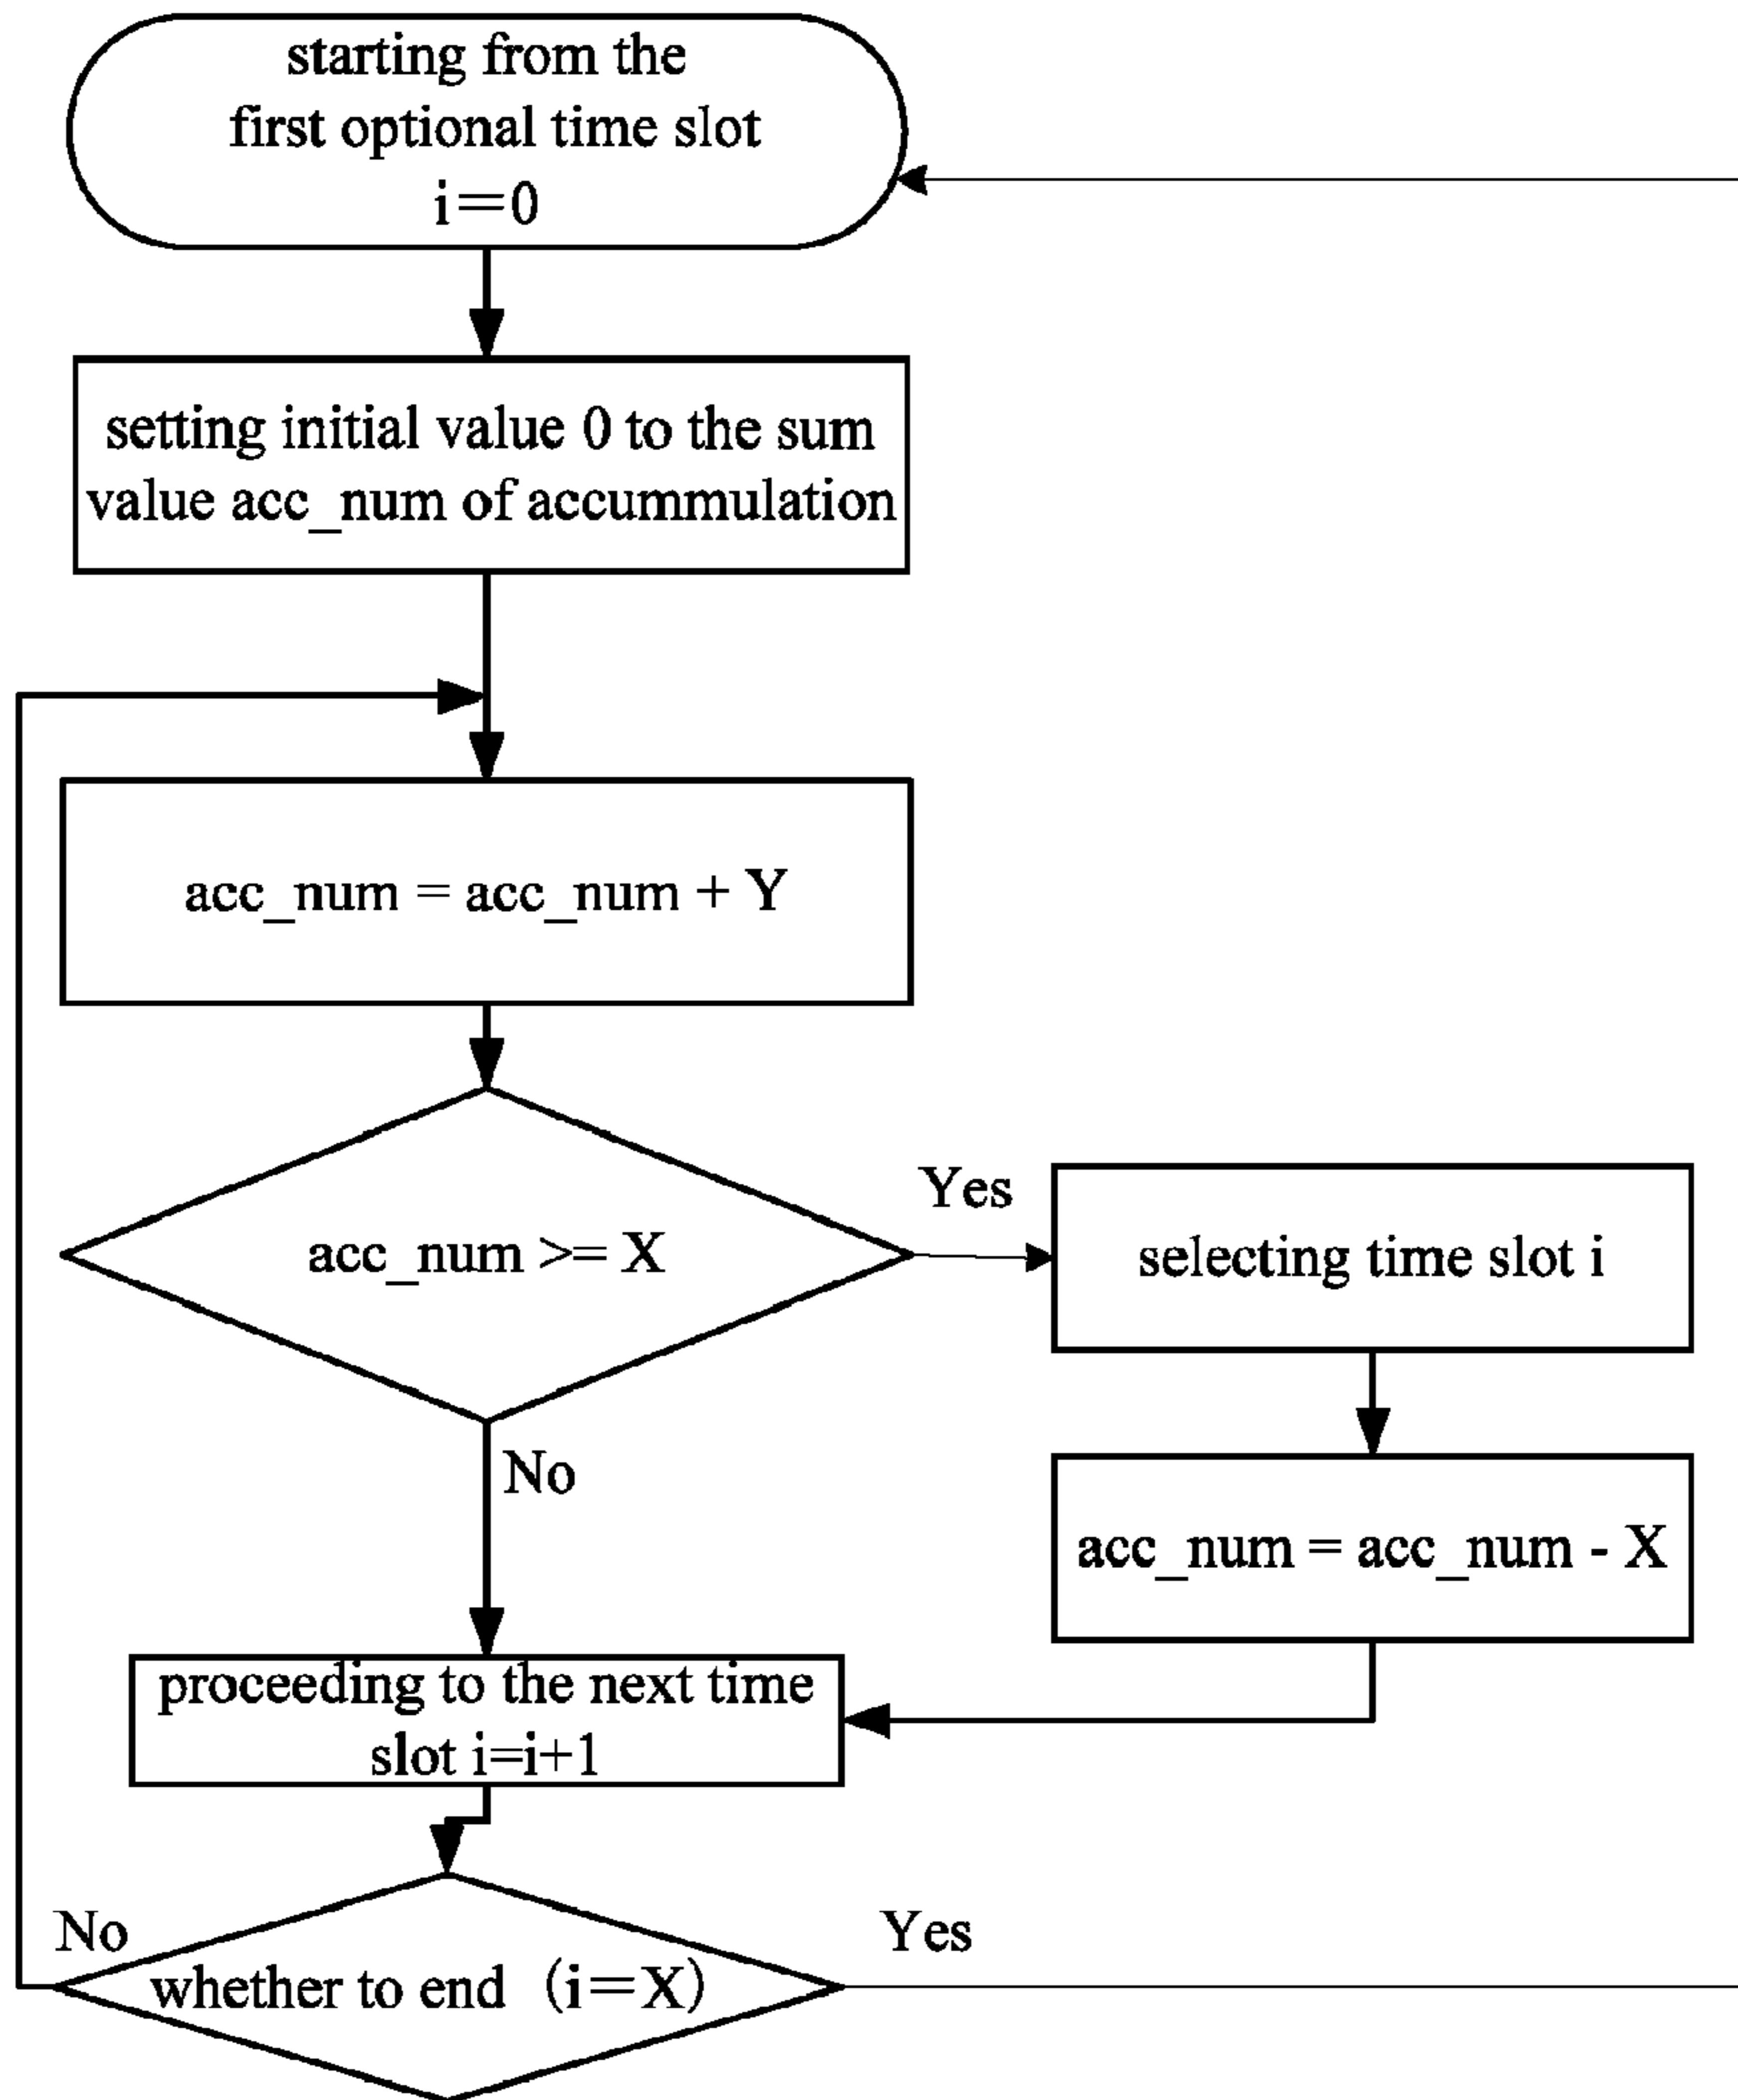 starting from the
first optional time slot
i＝0
setting initial value 0 to the sum
value acc_num of accummulation
acc_num = acc_num + Y
acc_num >= X
Yes
selecting time slot i
No
acc_num = acc_num - X
proceeding to the next time
slot i=i+1
No
Yes
whether to end （i＝X）